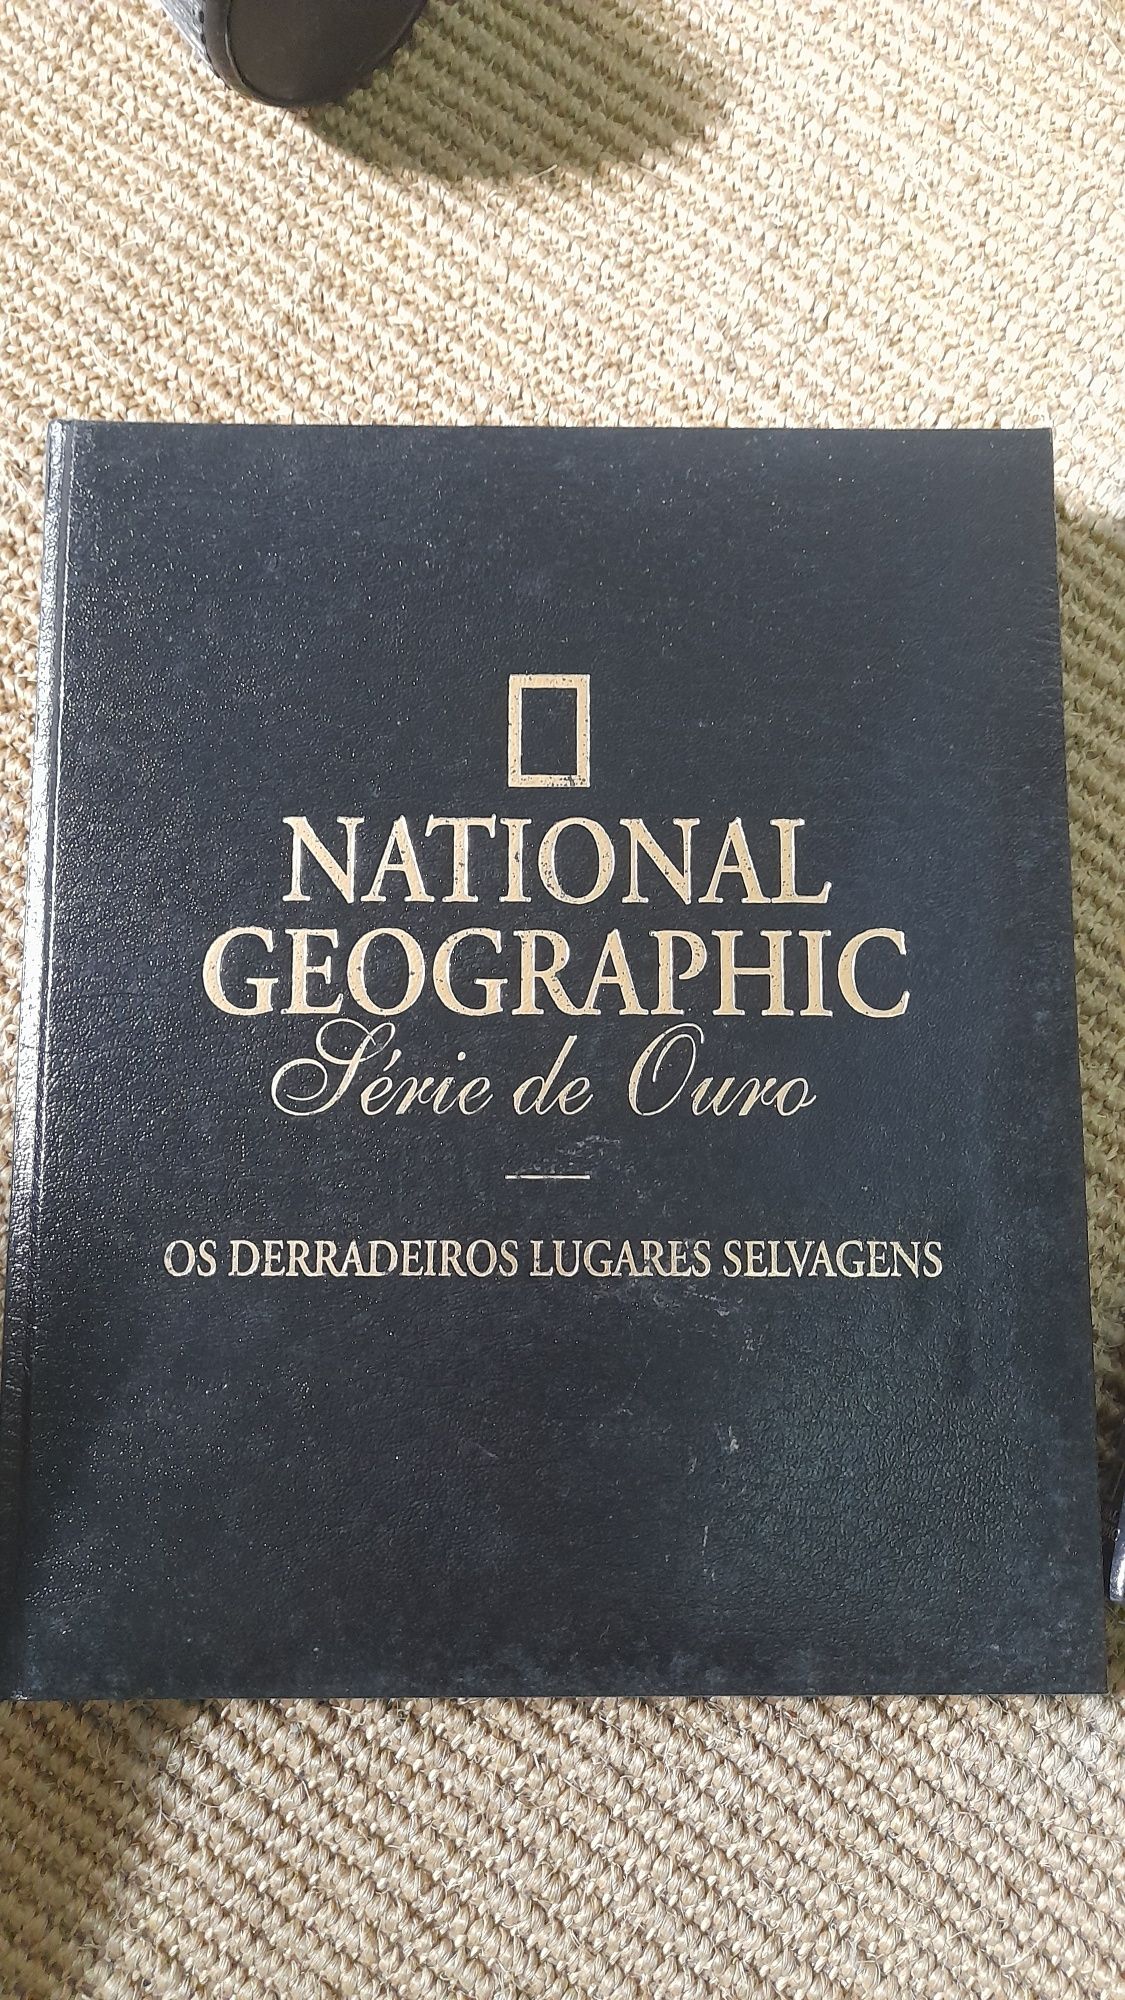 NATIONAL
GEOGRAPHIC
Série de Ouro
OS DERRADEIROS LUGARES SELVAGENS